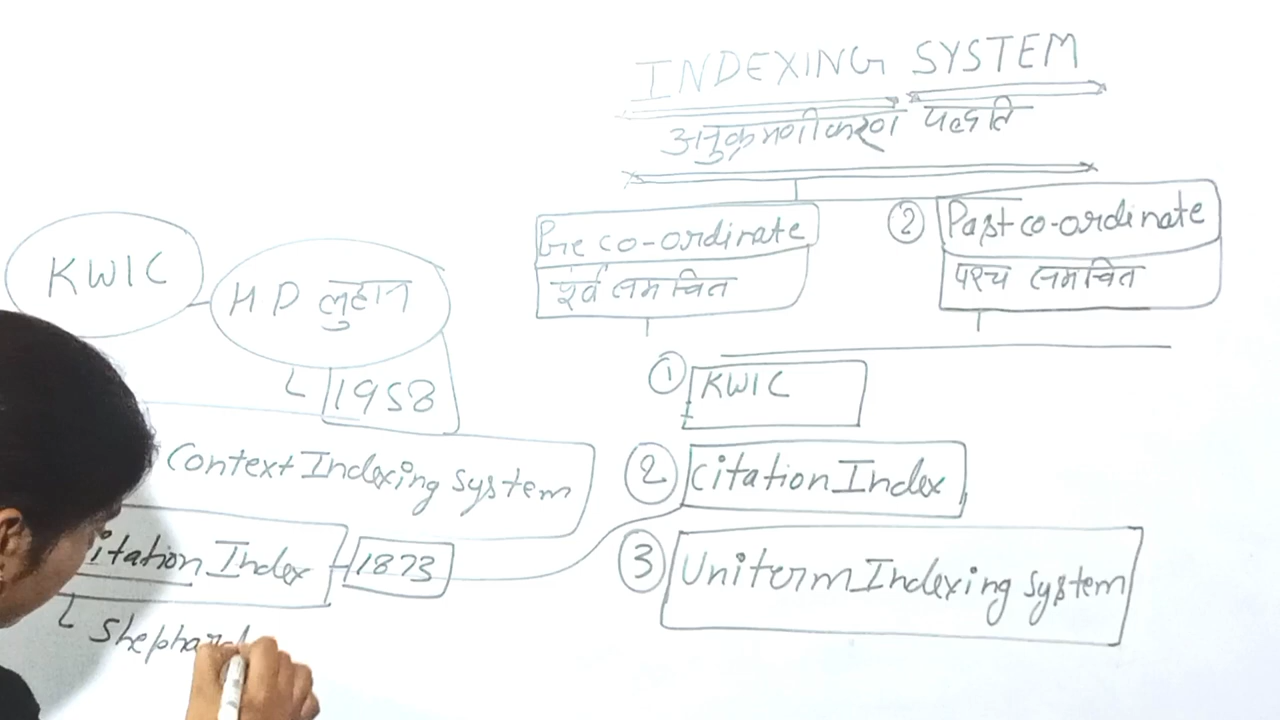 INDEXING SYSTEM
अनुक्रमणीकरण पद्धति
Pre co-ordinate
पूर्व समन्वित
② Post co-ordinate
पश्च समन्वित
① KWIC
② Citation Index
③ Uniterm Indexing System
KWIC
H P लुहान
1958
Context Indexing System
itation Index
1873
Shephard